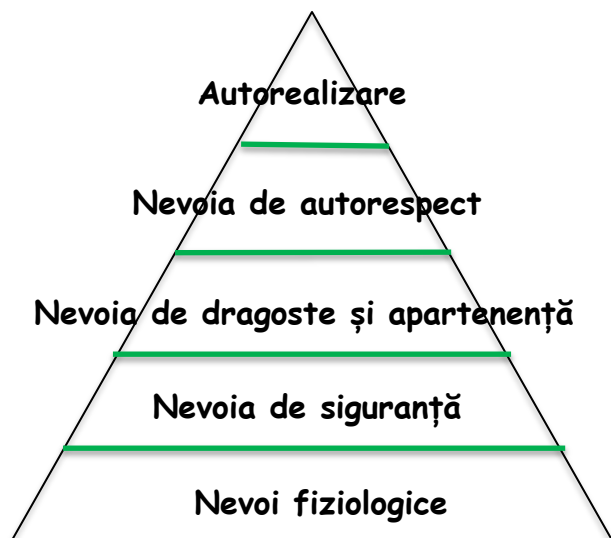 Autorealizare
Nevoia de autorespect
Nevoia de dragoste și apartenență
Nevoia de siguranță
Nevoi fiziologice